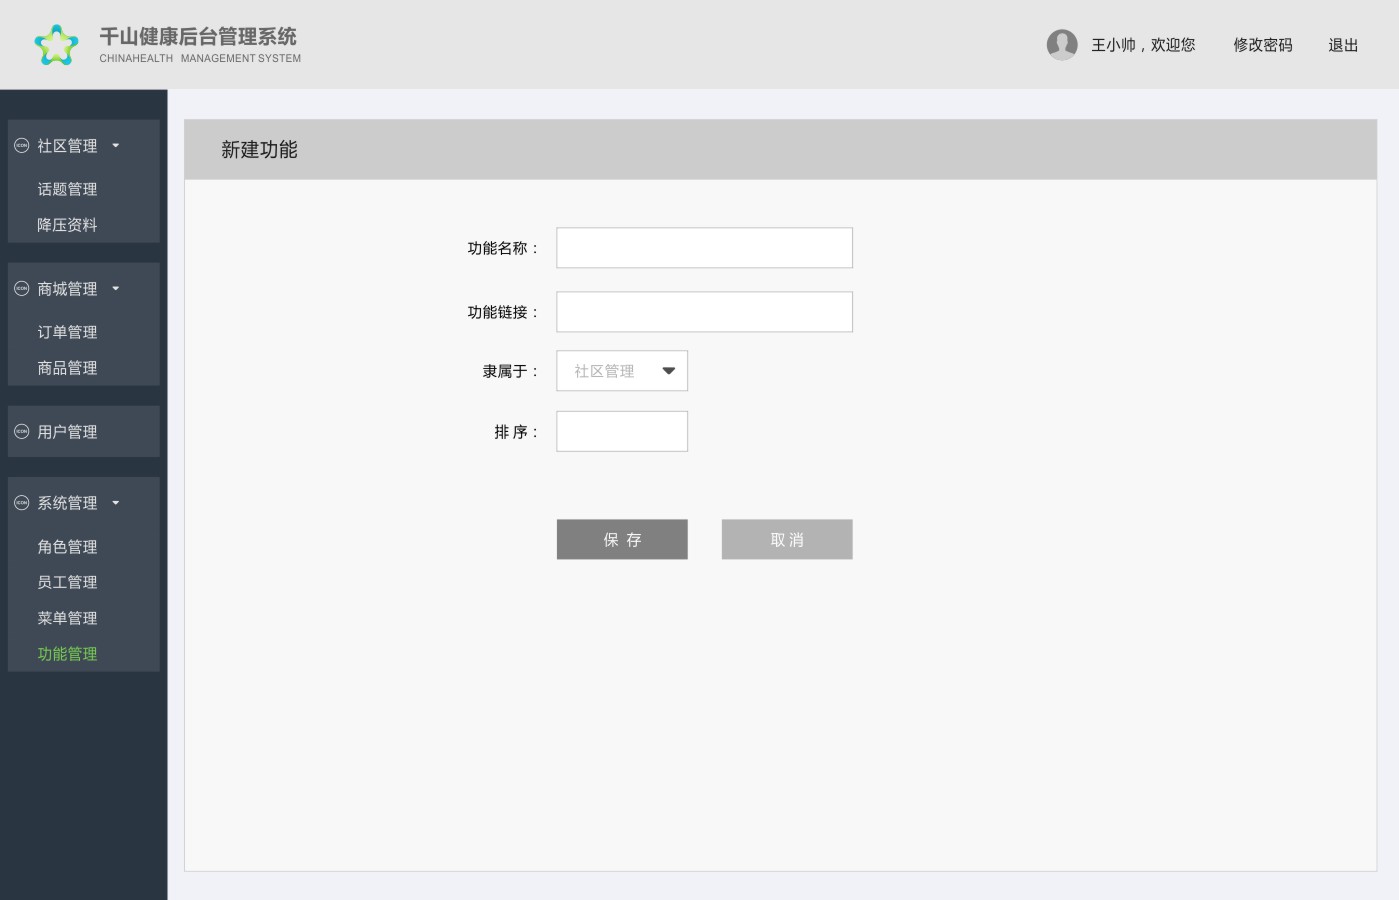 千山健康后台管理系统
CHINAHEALTH MANAGEMENT SYSTEM
王小帅，欢迎您 修改密码 退出
社区管理
话题管理
降压资料
商城管理
订单管理
商品管理
用户管理
系统管理
角色管理
员工管理
菜单管理
功能管理
新建功能
功能名称：
功能链接：
隶属于： 社区管理
排 序：
保 存 取 消